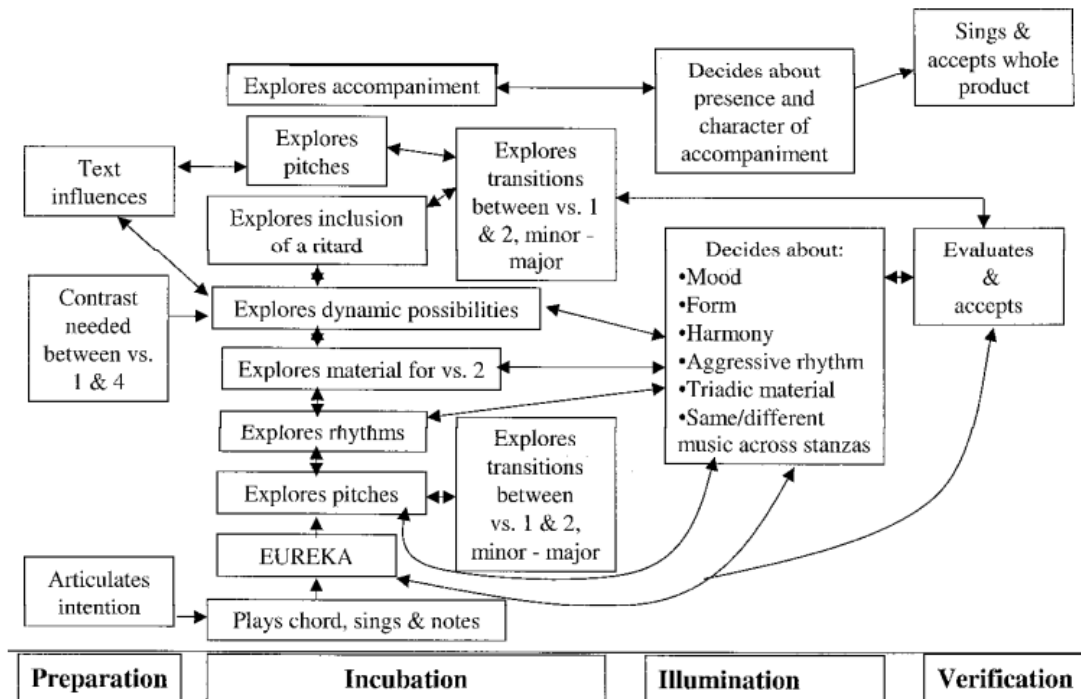 Sings &
accepts whole
product
Explores accompaniment
Decides about
presence and
character of
accompaniment
Explores
pitches
Explores
transitions
between vs. 1
& 2, minor -
major
Text
influences
Explores inclusion
of a ritard
Decides about:
•Mood
•Form
•Harmony
•Aggressive rhythm
•Triadic material
•Same/different
music across stanzas
Evaluates
&
accepts
Contrast
needed
between vs.
1 & 4
Explores dynamic possibilities
Explores material for vs. 2
Explores rhythms
Explores
transitions
between
vs. 1 & 2,
minor - major
Explores pitches
EUREKA
Articulates
intention
Plays chord, sings & notes
Preparation
Incubation
Illumination
Verification